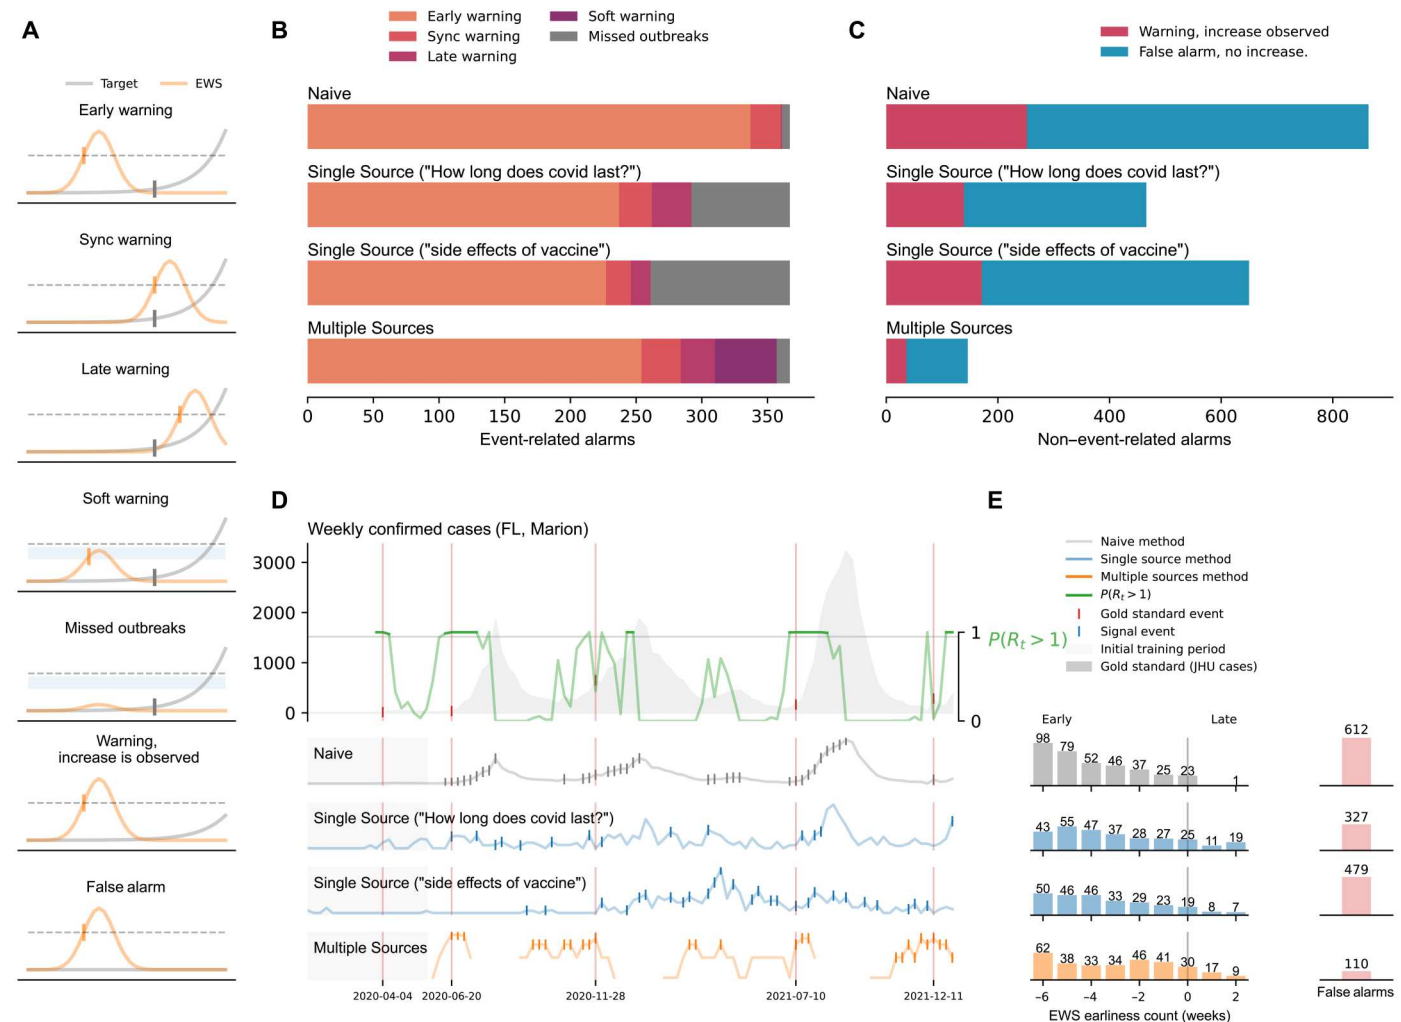 A
Target
EWS
Early warning
Sync warning
Late warning
Soft warning
Missed outbreaks
Warning,
increase is observed
False alarm
B
Early warning
Sync warning
Late warning
Soft warning
Missed outbreaks
Naive
Single Source ("How long does covid last?")
Single Source ("side effects of vaccine")
Multiple Sources
0 50 100 150 200 250 300 350
Event-related alarms
C
Warning, increase observed
False alarm, no increase.
Naive
Single Source ("How long does covid last?")
Single Source ("side effects of vaccine")
Multiple Sources
0 200 400 600 800
Non–event-related alarms
D
Weekly confirmed cases (FL, Marion)
3000
2000
1000
0
1
P(Rt > 1)
0
Naive
Single Source ("How long does covid last?")
Single Source ("side effects of vaccine")
Multiple Sources
2020-04-04 2020-06-20 2020-11-28 2021-07-10 2021-12-11
E
Naive method
Single source method
Multiple sources method
P(Rt > 1)
Gold standard event
Signal event
Initial training period
Gold standard (JHU cases)
Early Late
98 79 52 46 37 25 23 1
612
43 55 47 37 28 27 25 11 19
327
50 46 46 33 29 23 19 8 7
479
62 38 33 34 46 41 30 17 9
110
−6 −4 −2 0 2
EWS earliness count (weeks)
False alarms